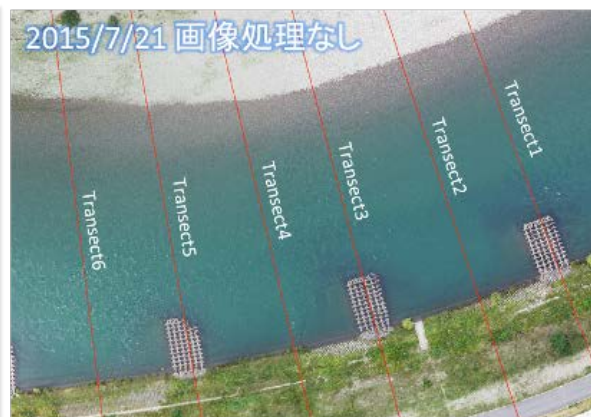 2015/7/21 画像処理なし
Transect1
Transect2
Transect3
Transect4
Transect5
Transect6